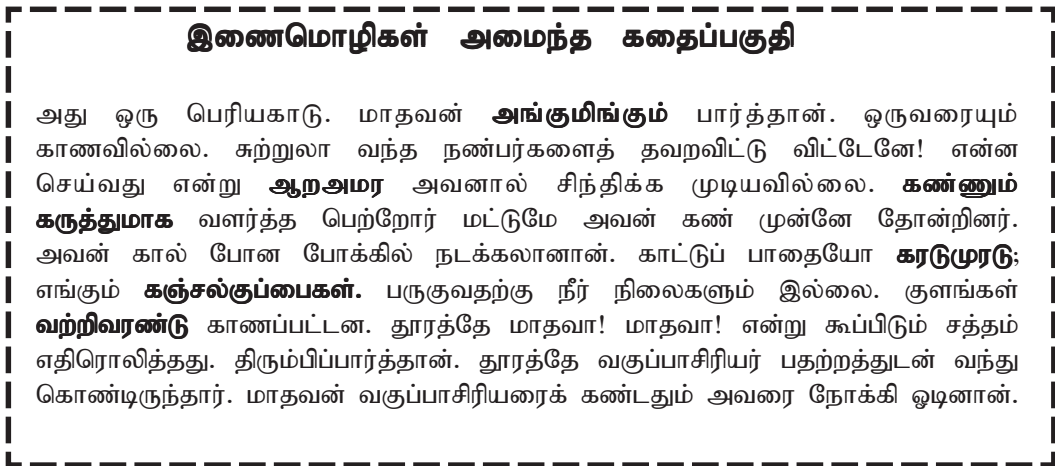 இணைமொழிகள் அமைந்த கதைப்பகுதி
அது ஒரு பெரியகாடு. மாதவன் அங்குமிங்கும் பார்த்தான். ஒருவரையும்
காணவில்லை. சுற்றுலா வந்த நண்பர்களைத் தவறவிட்டு விட்டேனே! என்ன
செய்வது என்று ஆறஅமர அவனால் சிந்திக்க முடியவில்லை. கண்ணும்
கருத்துமாக வளர்த்த பெற்றோர் மட்டுமே அவன் கண் முன்னே தோன்றினர்.
அவன் கால் போன போக்கில் நடக்கலானான். காட்டுப் பாதையோ கரடுமுரடு;
எங்கும் கஞ்சல்குப்பைகள். பருகுவதற்கு நீர் நிலைகளும் இல்லை. குளங்கள்
வற்றிவரண்டு காணப்பட்டன. தூரத்தே மாதவா! மாதவா! என்று கூப்பிடும் சத்தம்
எதிரொலித்தது. திரும்பிப்பார்த்தான். தூரத்தே வகுப்பாசிரியர் பதற்றத்துடன் வந்து
கொண்டிருந்தார். மாதவன் வகுப்பாசிரியரைக் கண்டதும் அவரை நோக்கி ஓடினான்.